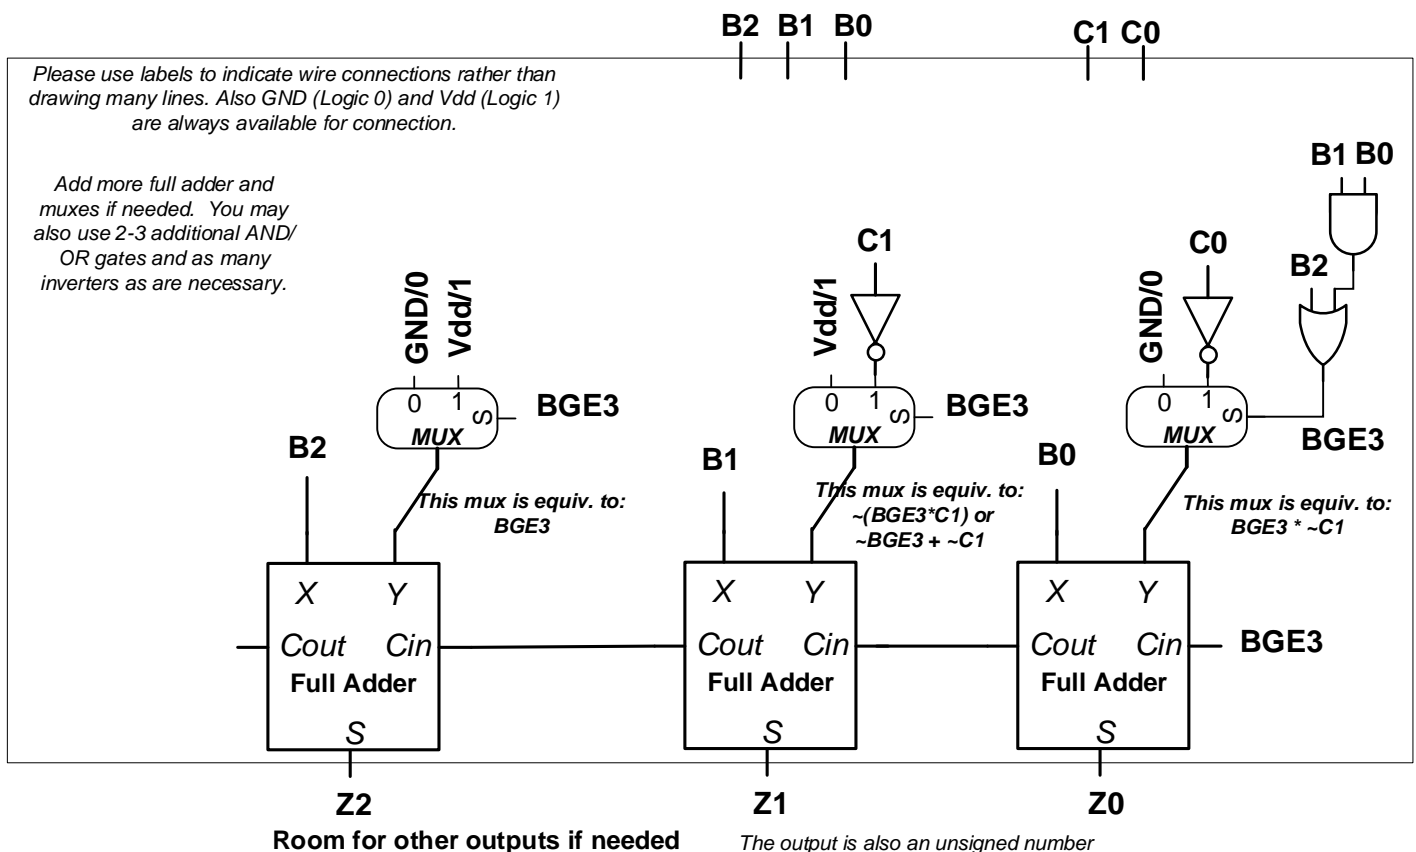 B2 B1 B0
C1 C0
Please use labels to indicate wire connections rather than
drawing many lines. Also GND (Logic 0) and Vdd (Logic 1)
are always available for connection.
B1 B0
Add more full adder and
muxes if needed. You may
also use 2-3 additional AND/
OR gates and as many
inverters as are necessary.
C1
C0
B2
GND/0
Vdd/1
Vdd/1
GND/0
0 1 S
MUX
BGE3
0 1 S
MUX
BGE3
0 1 S
MUX
BGE3
B2
B1
B0
This mux is equiv. to:
BGE3
This mux is equiv. to:
~(BGE3*C1) or
~BGE3 + ~C1
This mux is equiv. to:
BGE3 * ~C1
X Y
Cout Cin
Full Adder
S
X Y
Cout Cin
Full Adder
S
X Y
Cout Cin
Full Adder
S
BGE3
Z2
Z1
Z0
Room for other outputs if needed
The output is also an unsigned number